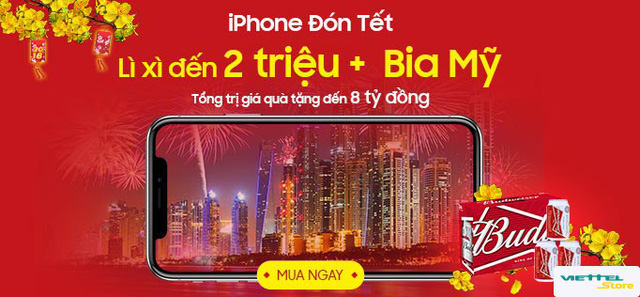 iPhone Đón Tết
Lì xì đến 2 triệu + Bia Mỹ
Tổng trị giá quà tặng đến 8 tỷ đồng
Budweiser
Bud
MUA NGAY
VIETTEL
Store